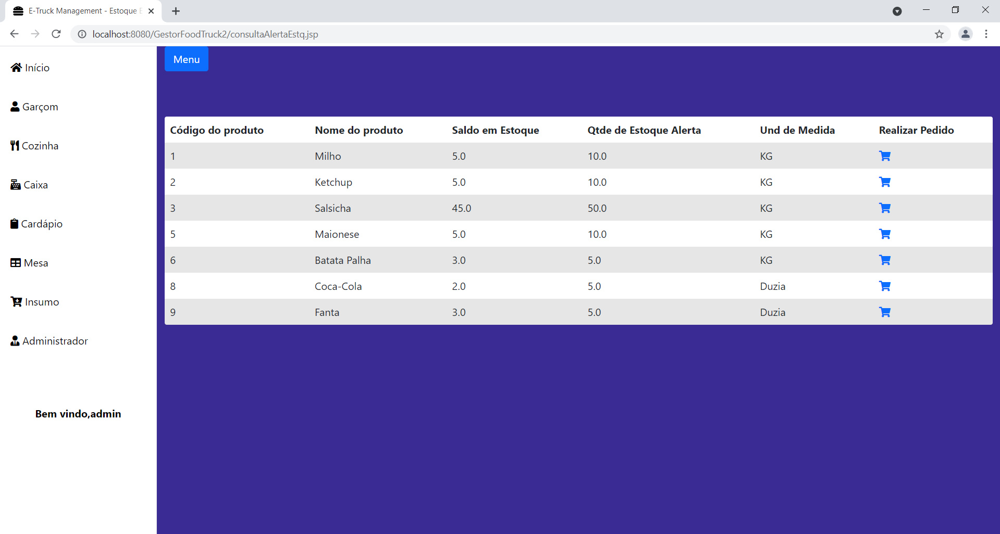 E-Truck Management - Estoque E
localhost:8080/GestorFoodTruck2/consultaAlertaEstq.jsp
Menu
Início
Garçom
Cozinha
Caixa
Cardápio
Mesa
Insumo
Administrador
Bem vindo,admin
Código do produto Nome do produto Saldo em Estoque Qtde de Estoque Alerta Und de Medida Realizar Pedido
1 Milho 5.0 10.0 KG
2 Ketchup 5.0 10.0 KG
3 Salsicha 45.0 50.0 KG
5 Maionese 5.0 10.0 KG
6 Batata Palha 3.0 5.0 KG
8 Coca-Cola 2.0 5.0 Duzia
9 Fanta 3.0 5.0 Duzia